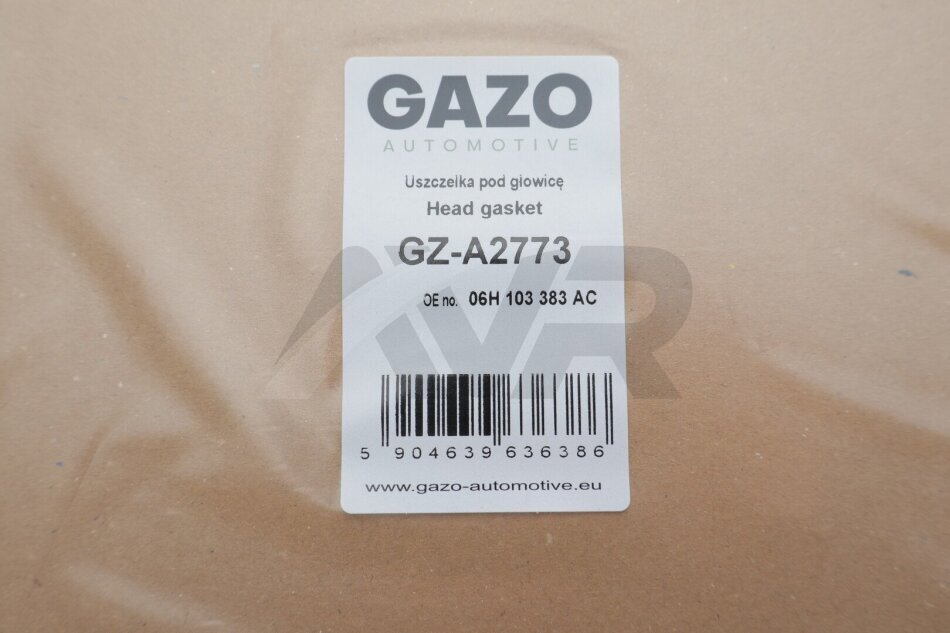 GAZO
AUTOMOTIVE
Uszczelka pod głowicę
Head gasket
GZ-A2773
OE no. 06H 103 383 AC
AVR
5 904639 636386
www.gazo-automotive.eu